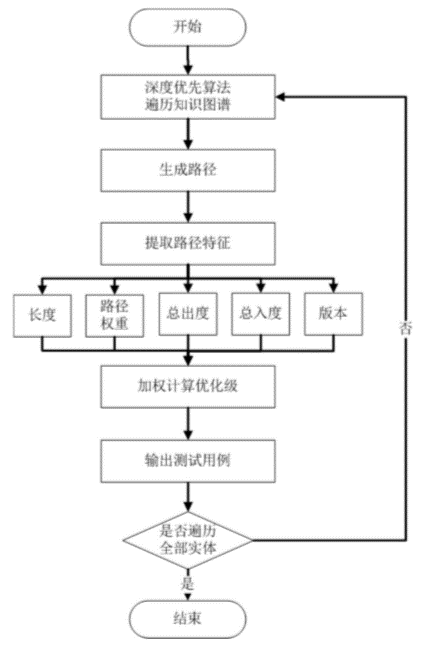 开始
深度优先算法
遍历知识图谱
生成路径
提取路径特征
长度
路径
权重
总出度
总入度
版本
加权计算优化级
输出测试用例
是否遍历
全部实体
否
是
结束